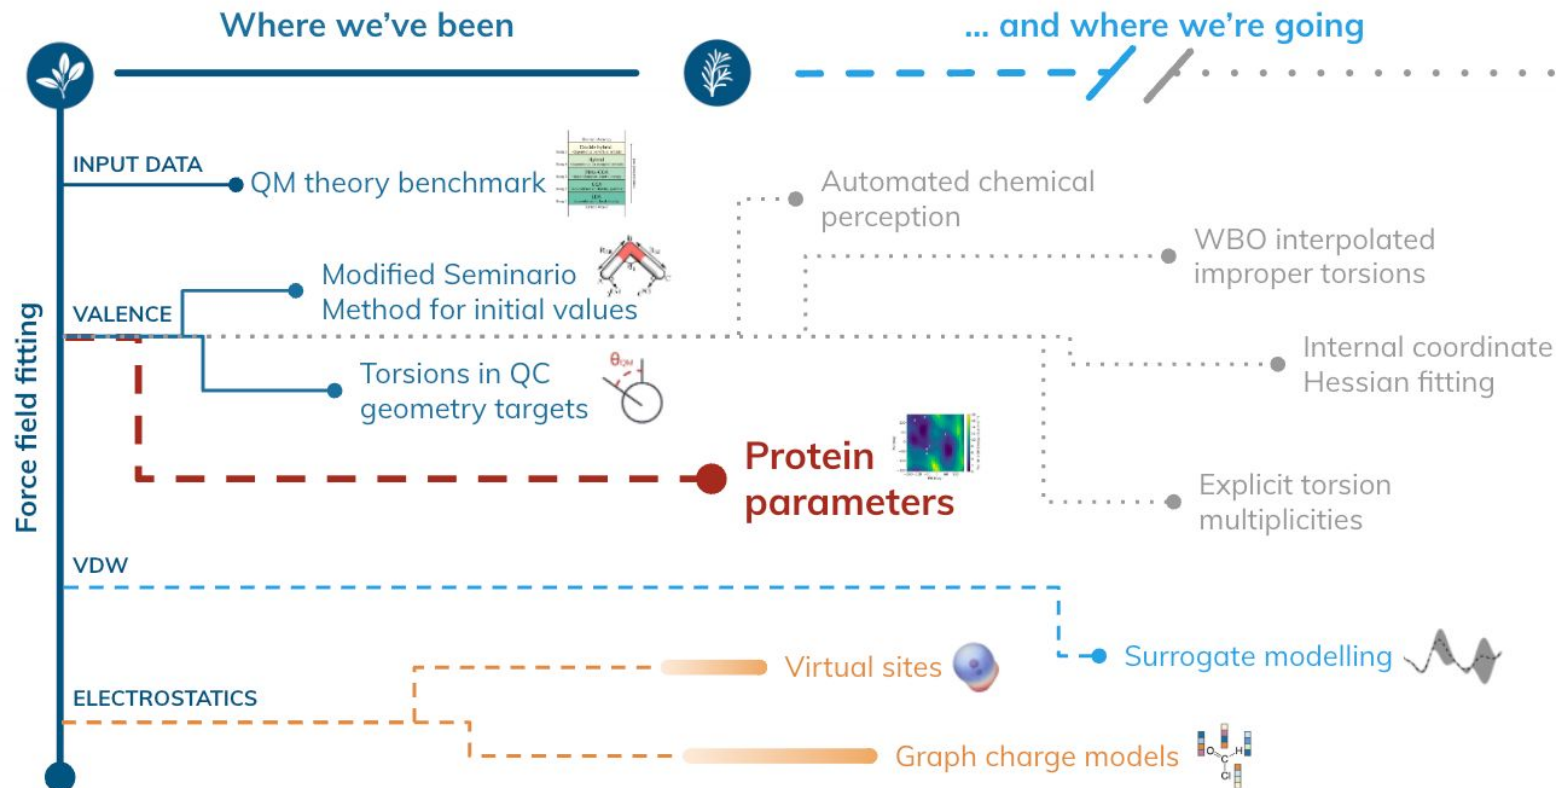 Where we've been
... and where we're going
INPUT DATA
QM theory benchmark
Automated chemical
perception
WBO interpolated
improper torsions
Modified Seminario
Method for initial values
VALENCE
Internal coordinate
Hessian fitting
Torsions in QC
geometry targets
θQM
Force field fitting
Protein
parameters
Explicit torsion
multiplicities
VDW
Surrogate modelling
Virtual sites
ELECTROSTATICS
Graph charge models
O
H
C
Cl